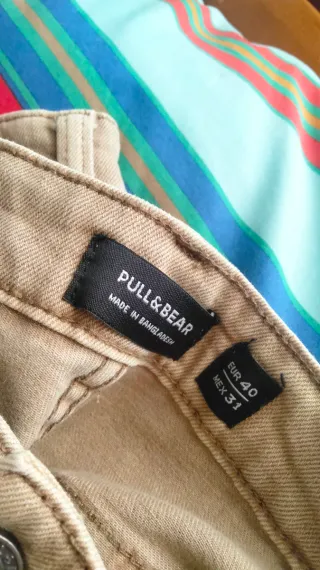 PULL&BEAR
MADE IN BANGLADESH
EUR 40
MEX 31